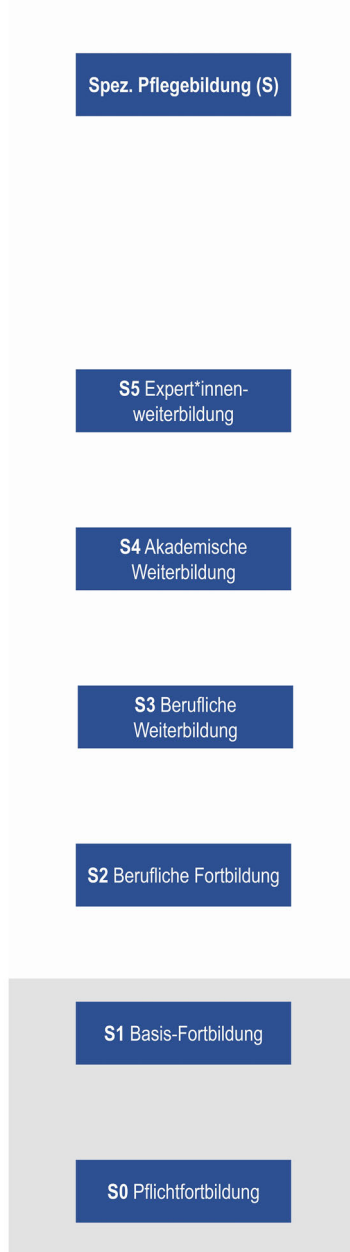 Spez. Pflegebildung (S)
S5 Expert*innen-
weiterbildung
S4 Akademische
Weiterbildung
S3 Berufliche
Weiterbildung
S2 Berufliche Fortbildung
S1 Basis-Fortbildung
S0 Pflichtfortbildung